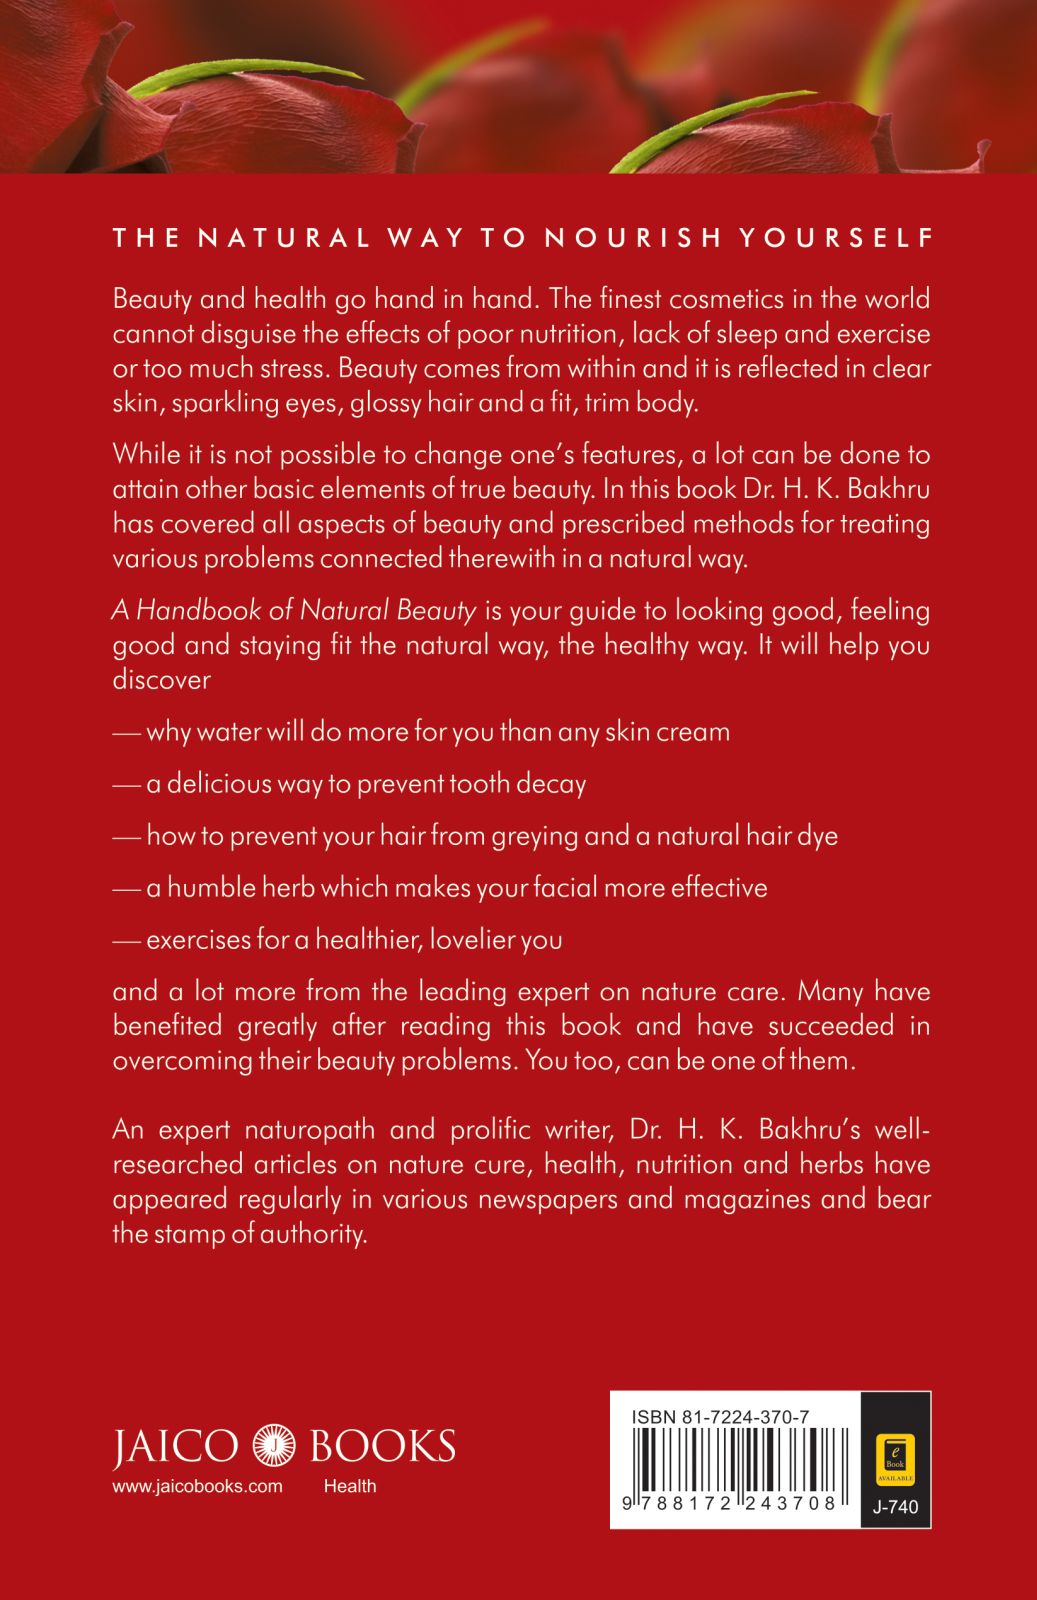 THE NATURAL WAY TO NOURISH YOURSELF
Beauty and health go hand in hand. The finest cosmetics in the world
cannot disguise the effects of poor nutrition, lack of sleep and exercise
or too much stress. Beauty comes from within and it is reflected in clear
skin, sparkling eyes, glossy hair and a fit, trim body.
While it is not possible to change one's features, a lot can be done to
attain other basic elements of true beauty. In this book Dr. H. K. Bakhru
has covered all aspects of beauty and prescribed methods for treating
various problems connected therewith in a natural way.
A Handbook of Natural Beauty is your guide to looking good, feeling
good and staying fit the natural way, the healthy way. It will help you
discover
— why water will do more for you than any skin cream
— a delicious way to prevent tooth decay
— how to prevent your hair from greying and a natural hair dye
— a humble herb which makes your facial more effective
— exercises for a healthier, lovelier you
and a lot more from the leading expert on nature care. Many have
benefited greatly after reading this book and have succeeded in
overcoming their beauty problems. You too, can be one of them.
An expert naturopath and prolific writer, Dr. H. K. Bakhru's well-
researched articles on nature cure, health, nutrition and herbs have
appeared regularly in various newspapers and magazines and bear
the stamp of authority.
JAICO J BOOKS
www.jaicobooks.com Health
ISBN 81-7224-370-7
9 788172 243708
e
Book
AVAILABLE
J-740